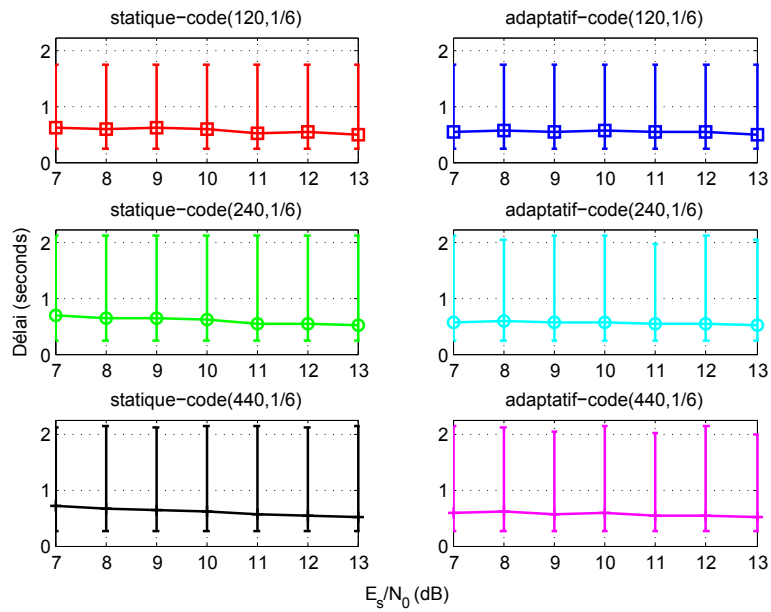 statique−code(120,1/6)
adaptatif−code(120,1/6)
2
1
0
7 8 9 10 11 12 13
2
1
0
7 8 9 10 11 12 13
statique−code(240,1/6)
adaptatif−code(240,1/6)
Délai (seconds)
2
1
0
7 8 9 10 11 12 13
2
1
0
7 8 9 10 11 12 13
statique−code(440,1/6)
adaptatif−code(440,1/6)
2
1
0
7 8 9 10 11 12 13
2
1
0
7 8 9 10 11 12 13
E_s/N_0 (dB)